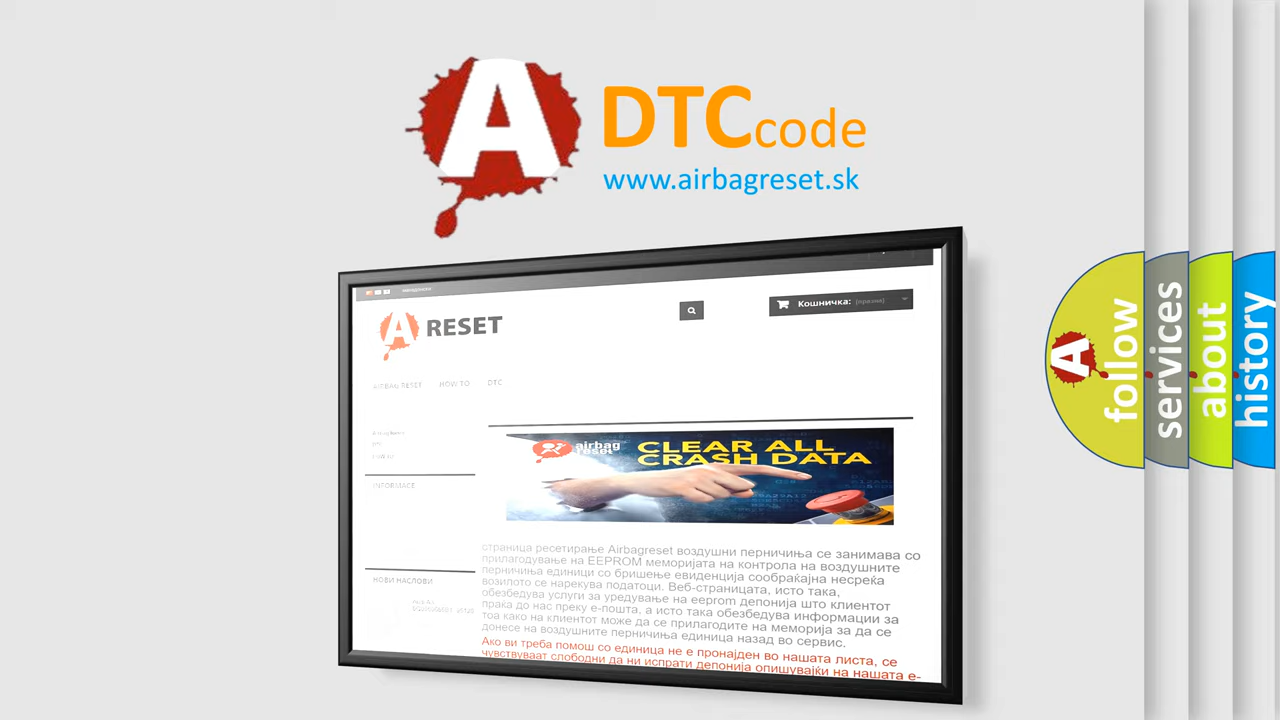 A DTC code
www.airbagreset.sk
Кошничка: (празни)
A RESET
AIRBAG RESET HOW TO DTC
airbag reset CLEAR ALL
CRASH DATA
INFORMACE
страница ресетирање Airbagreset воздушни перничиња се занимава со
прилагодување на EEPROM меморијата на контрола на воздушните
перничиња единици со бришење евиденција сообраќајна несреќа
возилото се нарекува податоци. Веб-страницата, исто така,
обезбедува услуги за уредување на eeprom депонија што клиентот
праќа до нас преку е-пошта, а исто така обезбедува информации за
тоа како на клиентот може да се прилагодите на меморија за да се
донесе на воздушните перничиња единица назад во сервис.
Ако ви треба помош со единица не е пронајден во нашата листа, се
чувствуваат слободни да ни испрати депонија опишувајќи на нашата е-
НОВИ НАСЛОВИ
A follow
services
about
history